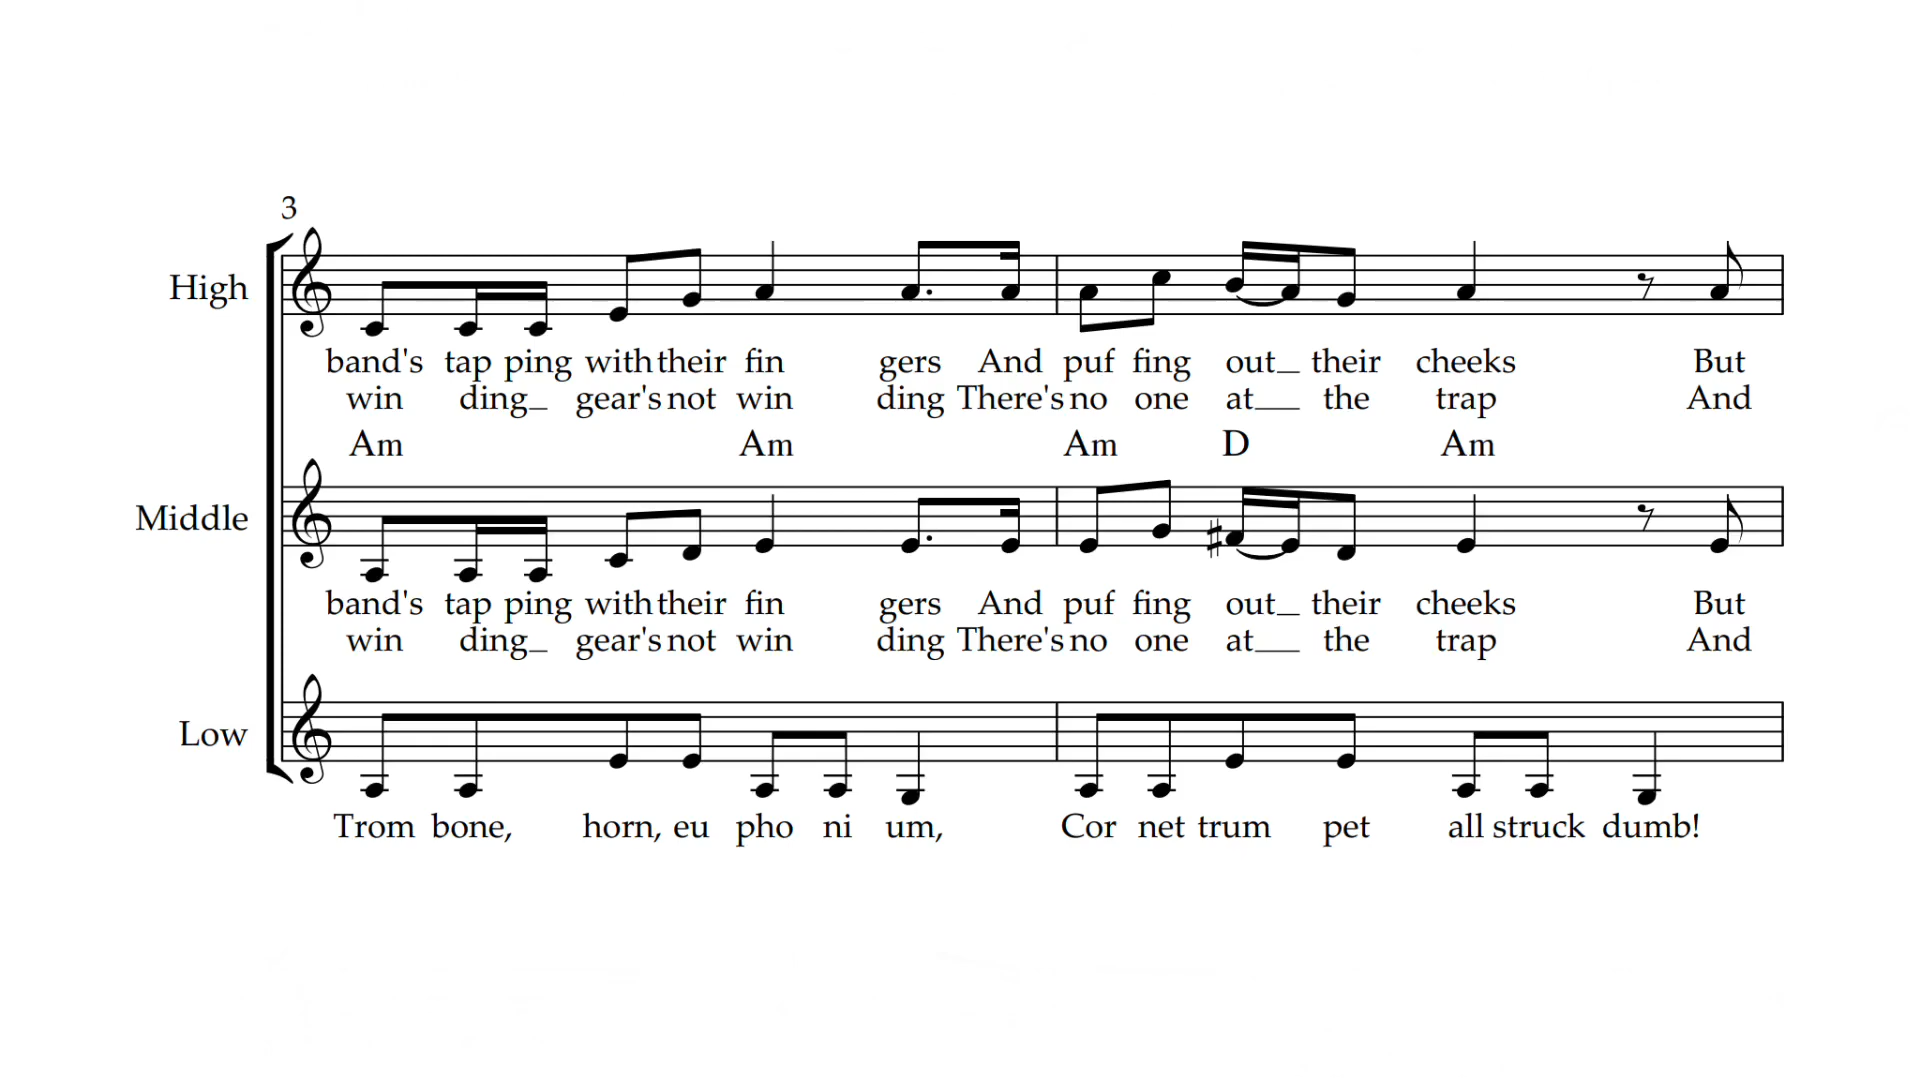 3
High
band's tap ping with their fin gers And puf fing out_ their cheeks But
win ding_ gear's not win ding There's no one at__ the trap And
Am Am Am D Am
Middle
band's tap ping with their fin gers And puf fing out_ their cheeks But
win ding_ gear's not win ding There's no one at__ the trap And
Low
Trom bone, horn, eu pho ni um, Cor net trum pet all struck dumb!